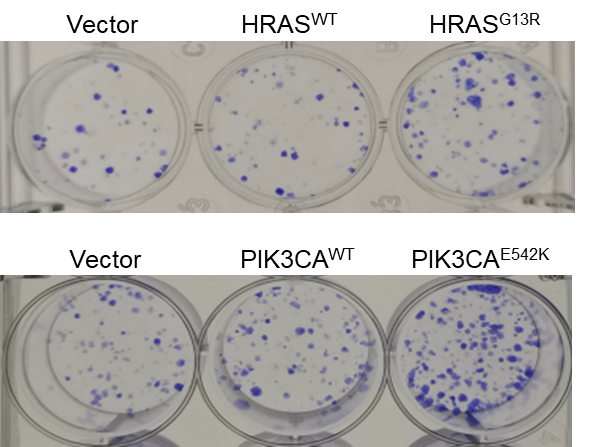 Vector HRASᵂᵀ HRASᴳ¹³ᴿ
Vector PIK3CAᵂᵀ PIK3CAᴱ⁵⁴²ᴷ